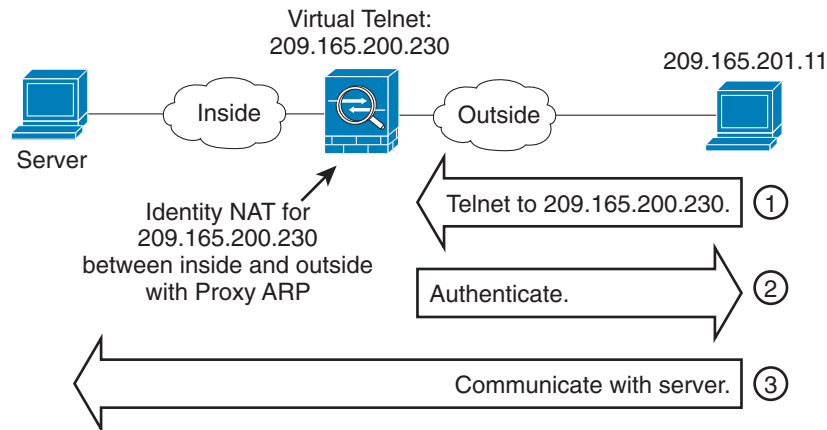 Virtual Telnet:
209.165.200.230
209.165.201.11
Inside
Outside
Server
Identity NAT for
209.165.200.230
between inside and outside
with Proxy ARP
Telnet to 209.165.200.230.
1
Authenticate.
2
Communicate with server.
3